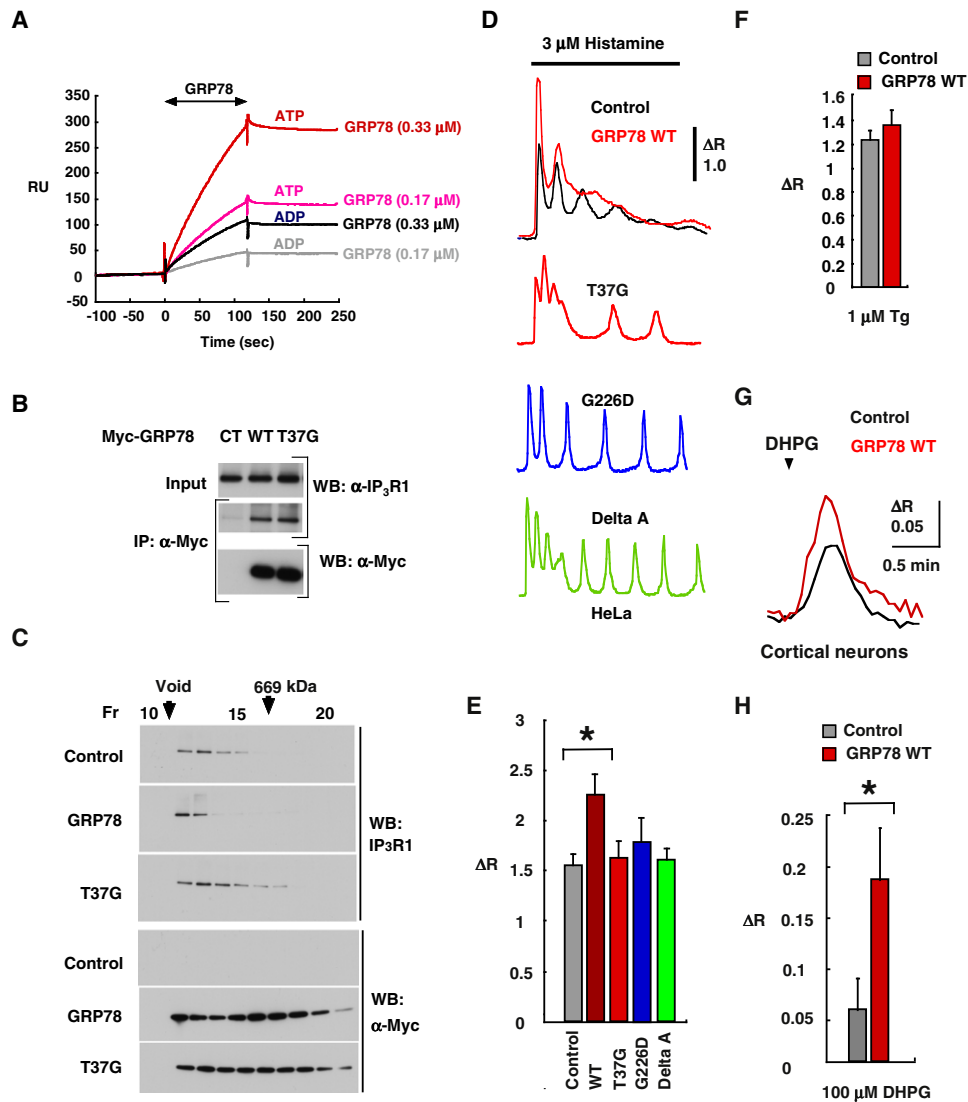 A
GRP78
350
300
250
200
150
100
50
0
-50
RU
ATP
GRP78 (0.33 µM)
ATP
GRP78 (0.17 µM)
ADP
GRP78 (0.33 µM)
ADP
GRP78 (0.17 µM)
-100 -50 0 50 100 150 200 250
Time (sec)
B
Myc-GRP78 CT WT T37G
Input
WB: α-IP3R1
IP: α-Myc
WB: α-Myc
C
Void 669 kDa
Fr 10 15 20
Control
GRP78
T37G
WB:
IP3R1
Control
GRP78
T37G
WB:
α-Myc
D
3 µM Histamine
Control
GRP78 WT
ΔR
1.0
T37G
G226D
Delta A
HeLa
E
3
2.5
2
1.5
1
0.5
0
ΔR
*
Control
WT
T37G
G226D
Delta A
F
Control
GRP78 WT
1.6
1.4
1.2
1.0
1.8
1.6
1.4
1.2
0
ΔR
1 µM Tg
G
Control
DHPG
GRP78 WT
ΔR
0.05
0.5 min
Cortical neurons
H
Control
GRP78 WT
*
0.25
0.2
0.15
0.1
0.05
0
ΔR
100 µM DHPG